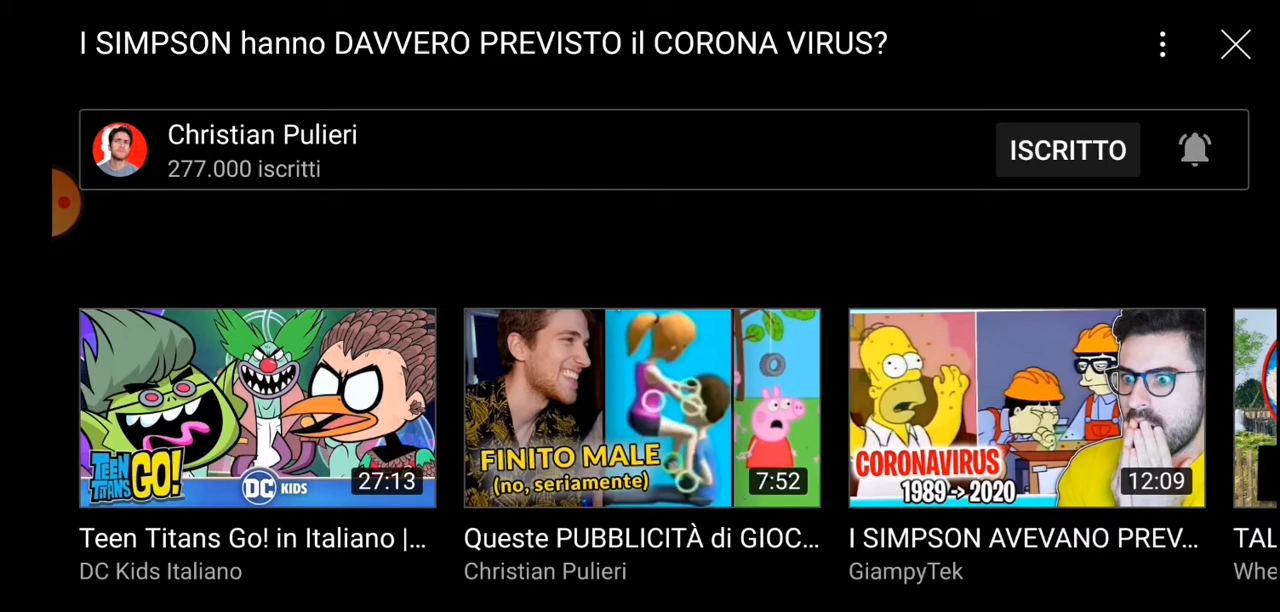 I SIMPSON hanno DAVVERO PREVISTO il CORONA VIRUS?
Christian Pulieri
277.000 iscritti
ISCRITTO
TEEN
TITANS
GO!
DC KIDS
27:13
FINITO MALE
(no, seriamente)
7:52
CORONAVIRUS
1989 -> 2020
12:09
Teen Titans Go! in Italiano |...
DC Kids Italiano
Queste PUBBLICITÀ di GIOC...
Christian Pulieri
I SIMPSON AVEVANO PREV...
GiampyTek
TAL
Whe